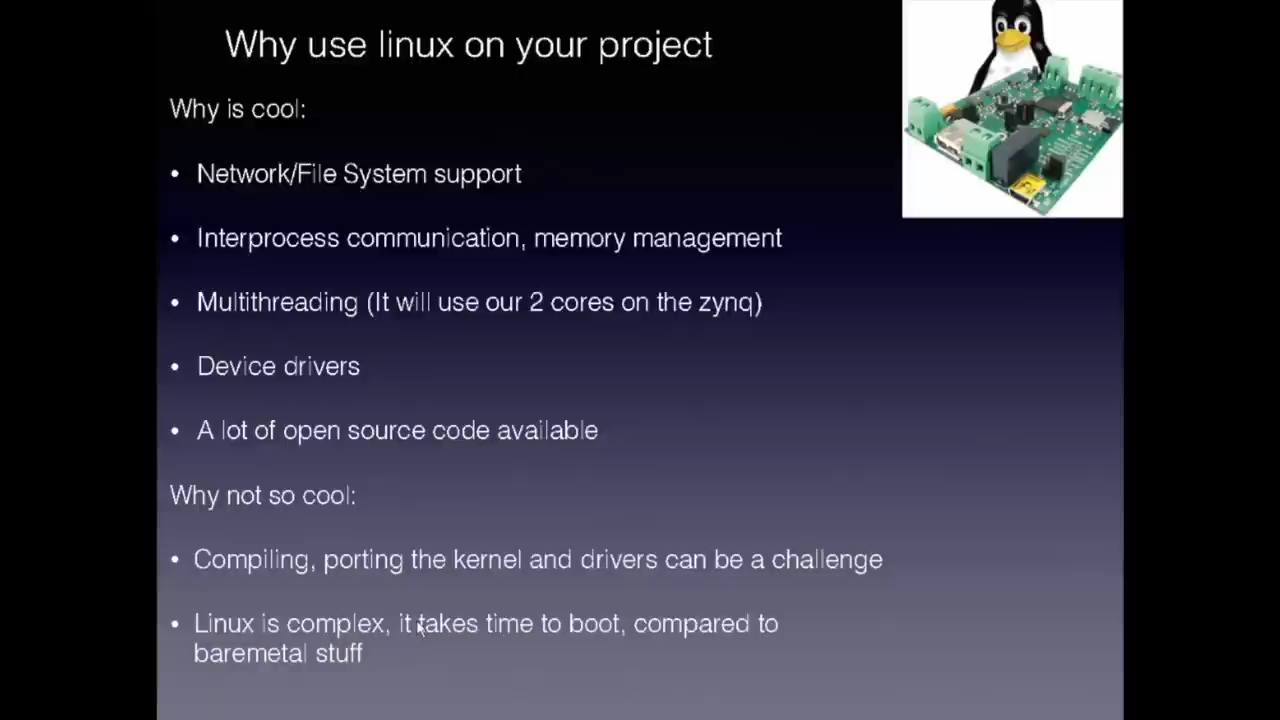 Why use linux on your project
Why is cool:
• Network/File System support
• Interprocess communication, memory management
• Multithreading (It will use our 2 cores on the zynq)
• Device drivers
• A lot of open source code available
Why not so cool:
• Compiling, porting the kernel and drivers can be a challenge
• Linux is complex, it takes time to boot, compared to
baremetal stuff